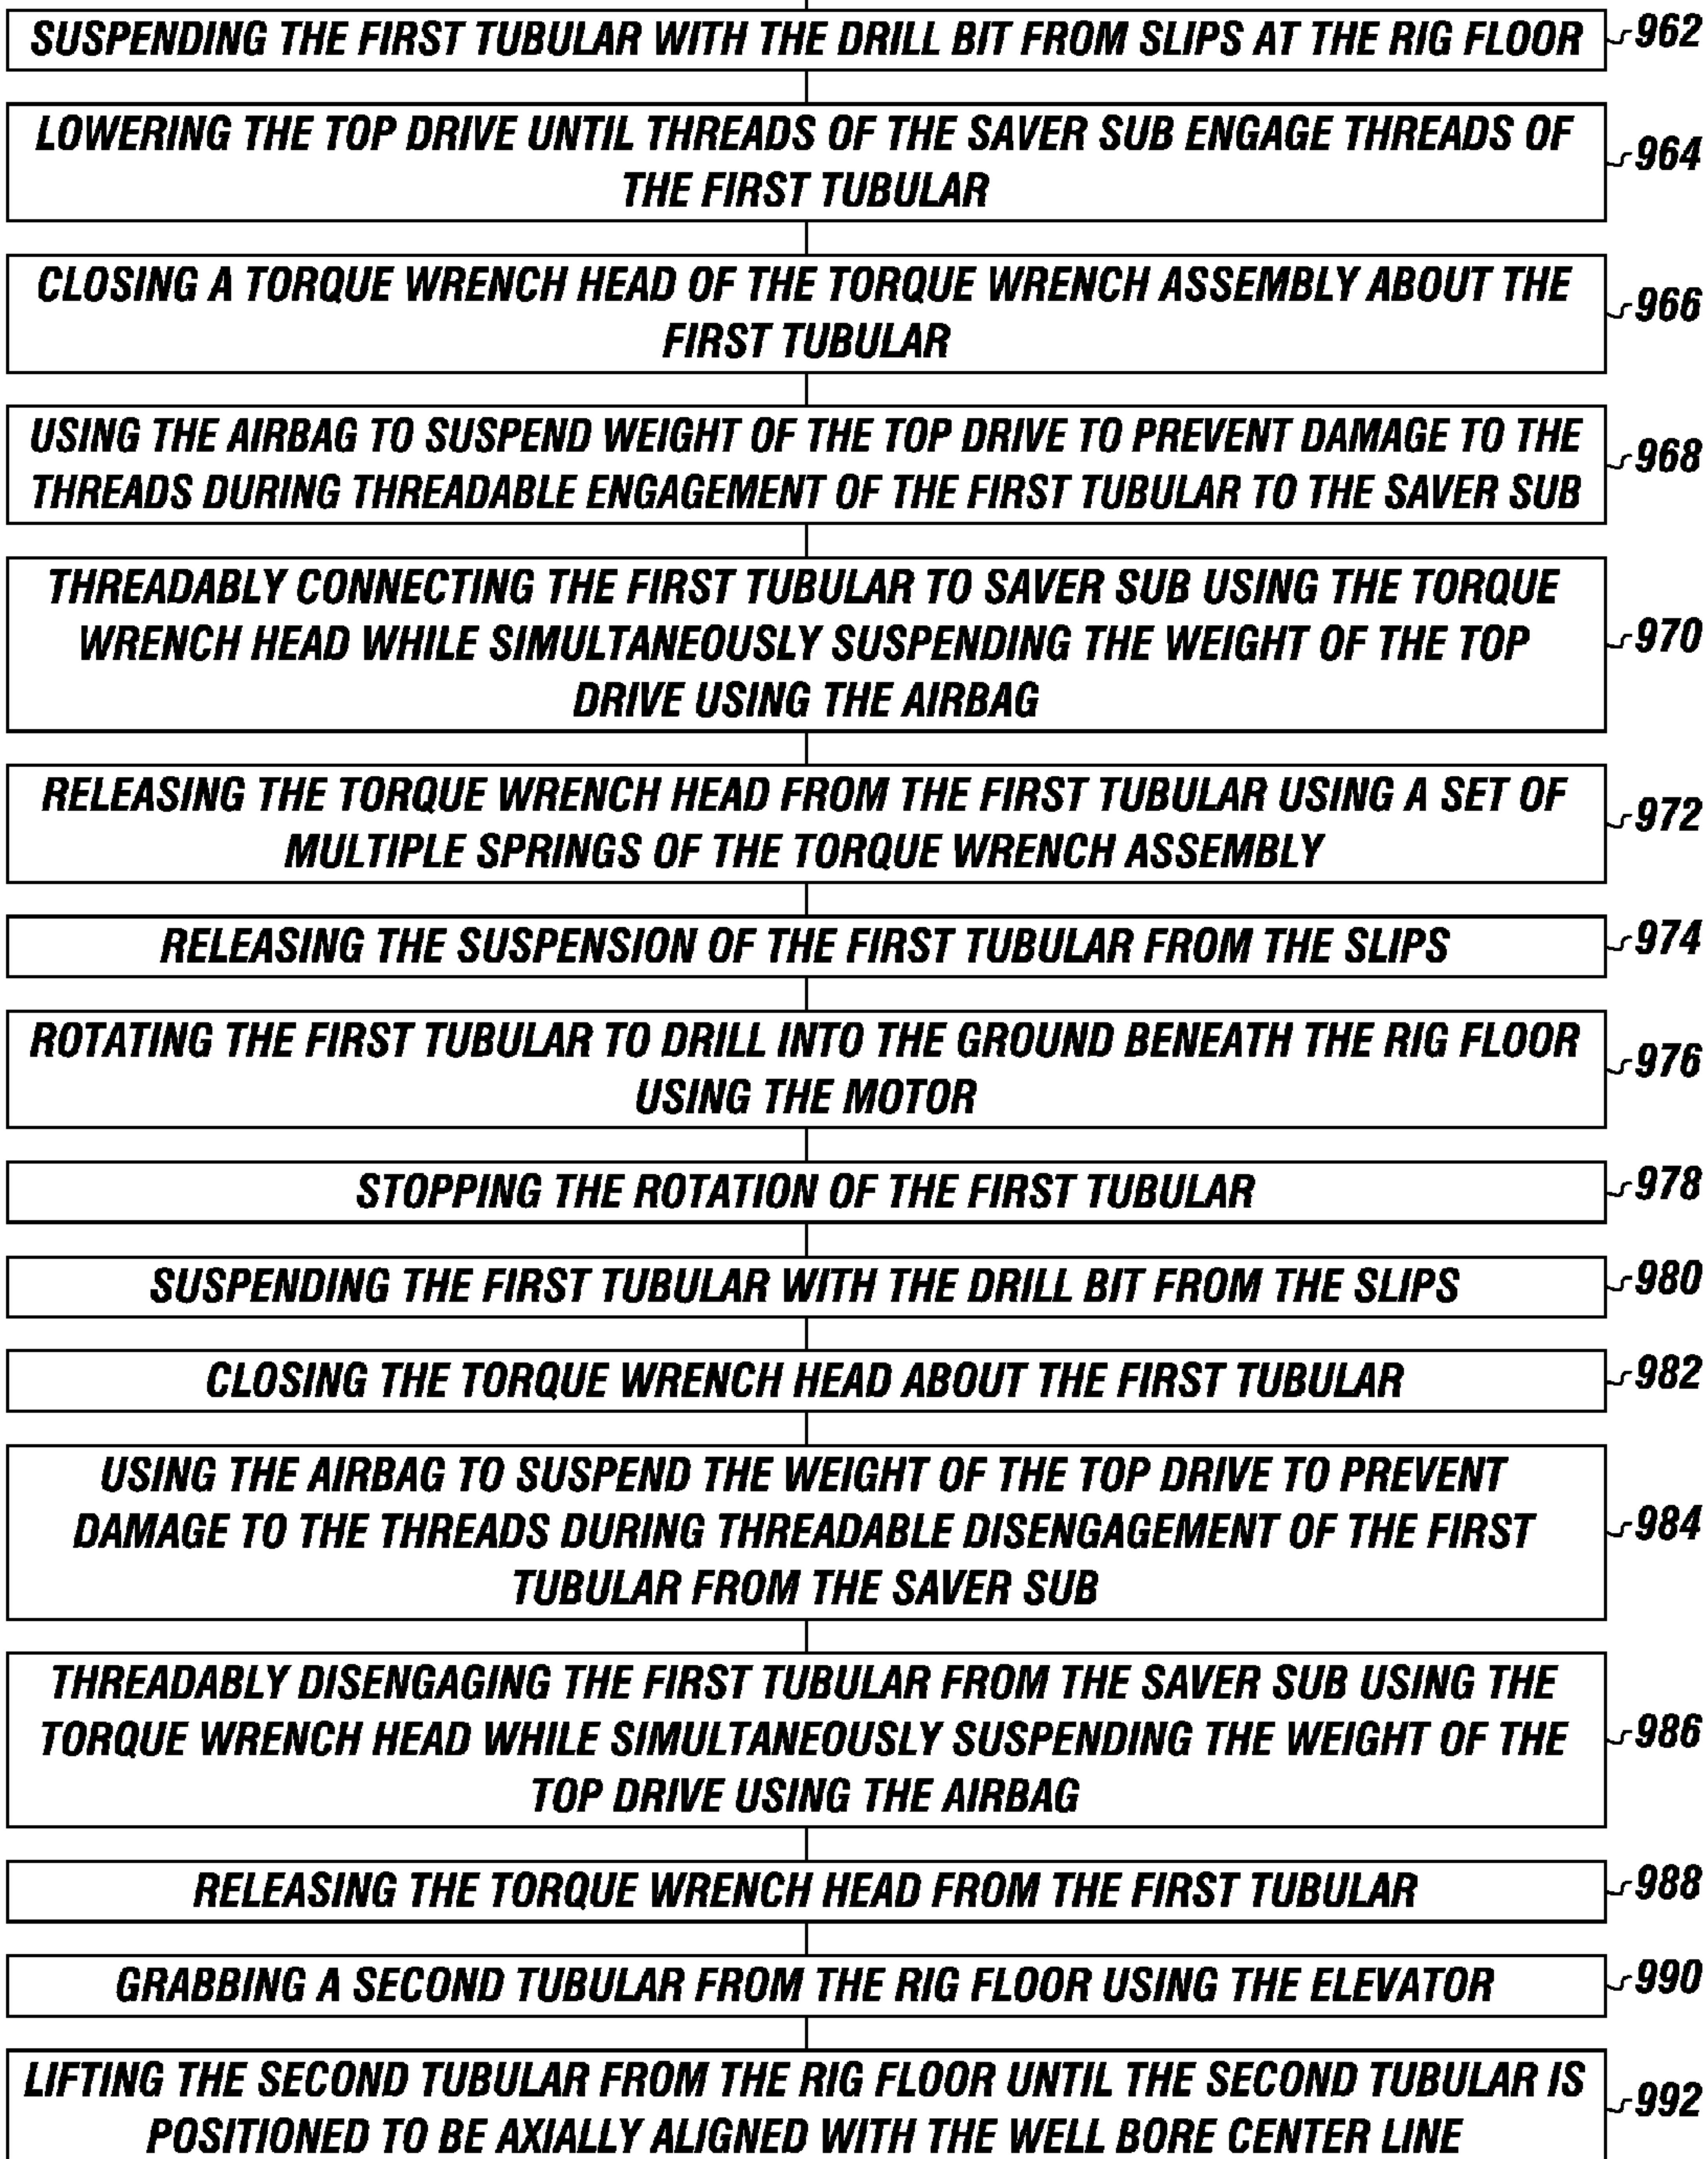 SUSPENDING THE FIRST TUBULAR WITH THE DRILL BIT FROM SLIPS AT THE RIG FLOOR
962
LOWERING THE TOP DRIVE UNTIL THREADS OF THE SAVER SUB ENGAGE THREADS OF
THE FIRST TUBULAR
964
CLOSING A TORQUE WRENCH HEAD OF THE TORQUE WRENCH ASSEMBLY ABOUT THE
FIRST TUBULAR
966
USING THE AIRBAG TO SUSPEND WEIGHT OF THE TOP DRIVE TO PREVENT DAMAGE TO THE
THREADS DURING THREADABLE ENGAGEMENT OF THE FIRST TUBULAR TO THE SAVER SUB
968
THREADABLY CONNECTING THE FIRST TUBULAR TO SAVER SUB USING THE TORQUE
WRENCH HEAD WHILE SIMULTANEOUSLY SUSPENDING THE WEIGHT OF THE TOP
DRIVE USING THE AIRBAG
970
RELEASING THE TORQUE WRENCH HEAD FROM THE FIRST TUBULAR USING A SET OF
MULTIPLE SPRINGS OF THE TORQUE WRENCH ASSEMBLY
972
RELEASING THE SUSPENSION OF THE FIRST TUBULAR FROM THE SLIPS
974
ROTATING THE FIRST TUBULAR TO DRILL INTO THE GROUND BENEATH THE RIG FLOOR
USING THE MOTOR
976
STOPPING THE ROTATION OF THE FIRST TUBULAR
978
SUSPENDING THE FIRST TUBULAR WITH THE DRILL BIT FROM THE SLIPS
980
CLOSING THE TORQUE WRENCH HEAD ABOUT THE FIRST TUBULAR
982
USING THE AIRBAG TO SUSPEND THE WEIGHT OF THE TOP DRIVE TO PREVENT
DAMAGE TO THE THREADS DURING THREADABLE DISENGAGEMENT OF THE FIRST
TUBULAR FROM THE SAVER SUB
984
THREADABLY DISENGAGING THE FIRST TUBULAR FROM THE SAVER SUB USING THE
TORQUE WRENCH HEAD WHILE SIMULTANEOUSLY SUSPENDING THE WEIGHT OF THE
TOP DRIVE USING THE AIRBAG
986
RELEASING THE TORQUE WRENCH HEAD FROM THE FIRST TUBULAR
988
GRABBING A SECOND TUBULAR FROM THE RIG FLOOR USING THE ELEVATOR
990
LIFTING THE SECOND TUBULAR FROM THE RIG FLOOR UNTIL THE SECOND TUBULAR IS
POSITIONED TO BE AXIALLY ALIGNED WITH THE WELL BORE CENTER LINE
992